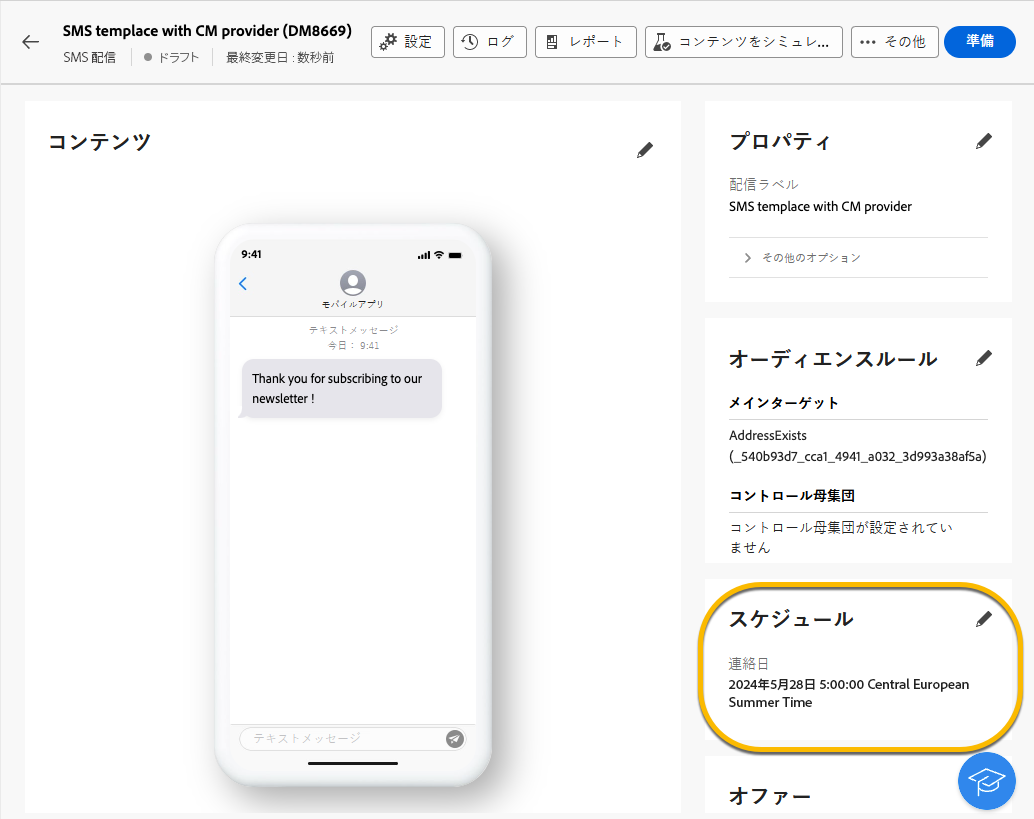 SMS templace with CM provider (DM8669)
SMS 配信 ドラフト 最終変更日 : 数秒前
設定 ログ レポート コンテンツをシミュレ... その他 準備
コンテンツ
9:41
モバイルアプリ
テキストメッセージ
今日： 9:41
Thank you for subscribing to our
newsletter !
テキストメッセージ
プロパティ
配信ラベル
SMS templace with CM provider
その他のオプション
オーディエンスルール
メインターゲット
AddressExists
(_540b93d7_cca1_4941_a032_3d993a38af5a)
コントロール母集団
コントロール母集団が設定されてい
ません
スケジュール
連絡日
2024年5月28日 5:00:00 Central European
Summer Time
オファー